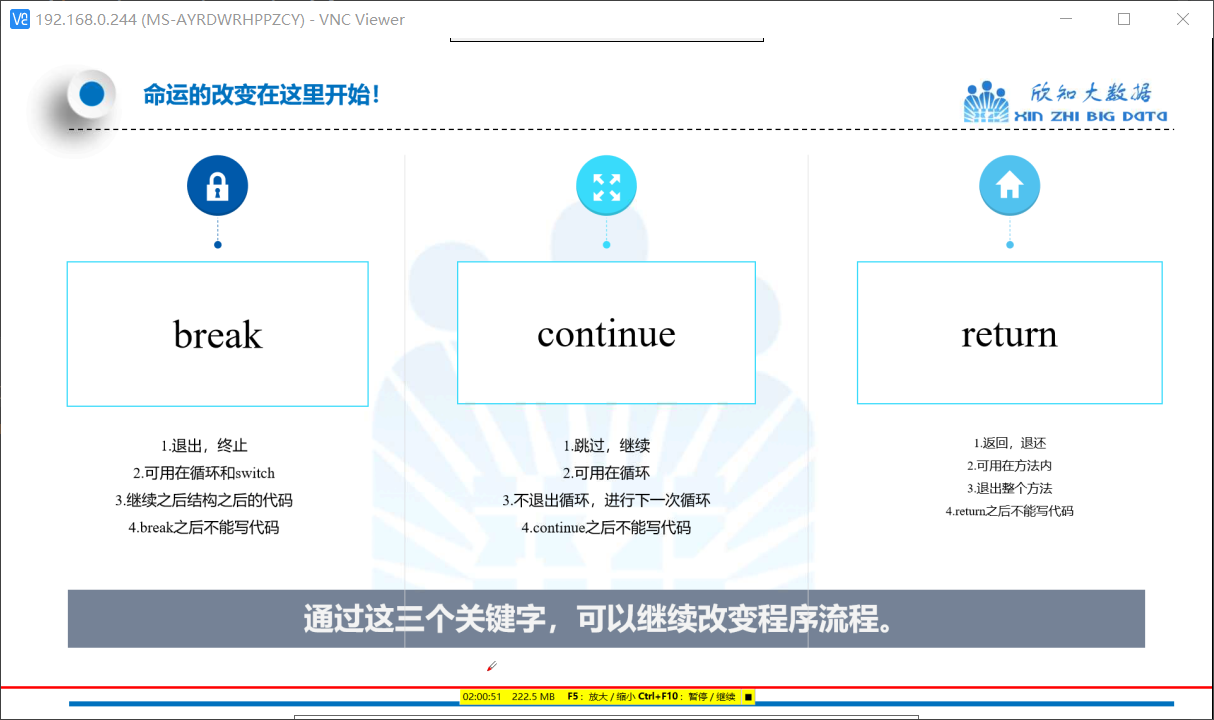 192.168.0.244 (MS-AYRDWRHPPZCY) - VNC Viewer
命运的改变在这里开始！
欣知大数据
XIN ZHI BIG DATA
break
1.退出，终止
2.可用在循环和switch
3.继续之后结构之后的代码
4.break之后不能写代码
continue
1.跳过，继续
2.可用在循环
3.不退出循环，进行下一次循环
4.continue之后不能写代码
return
1.返回，退还
2.可用在方法内
3.退出整个方法
4.return之后不能写代码
通过这三个关键字，可以继续改变程序流程。
02:00:51 222.5 MB F5：放大 / 缩小 Ctrl+F10：暂停 / 继续